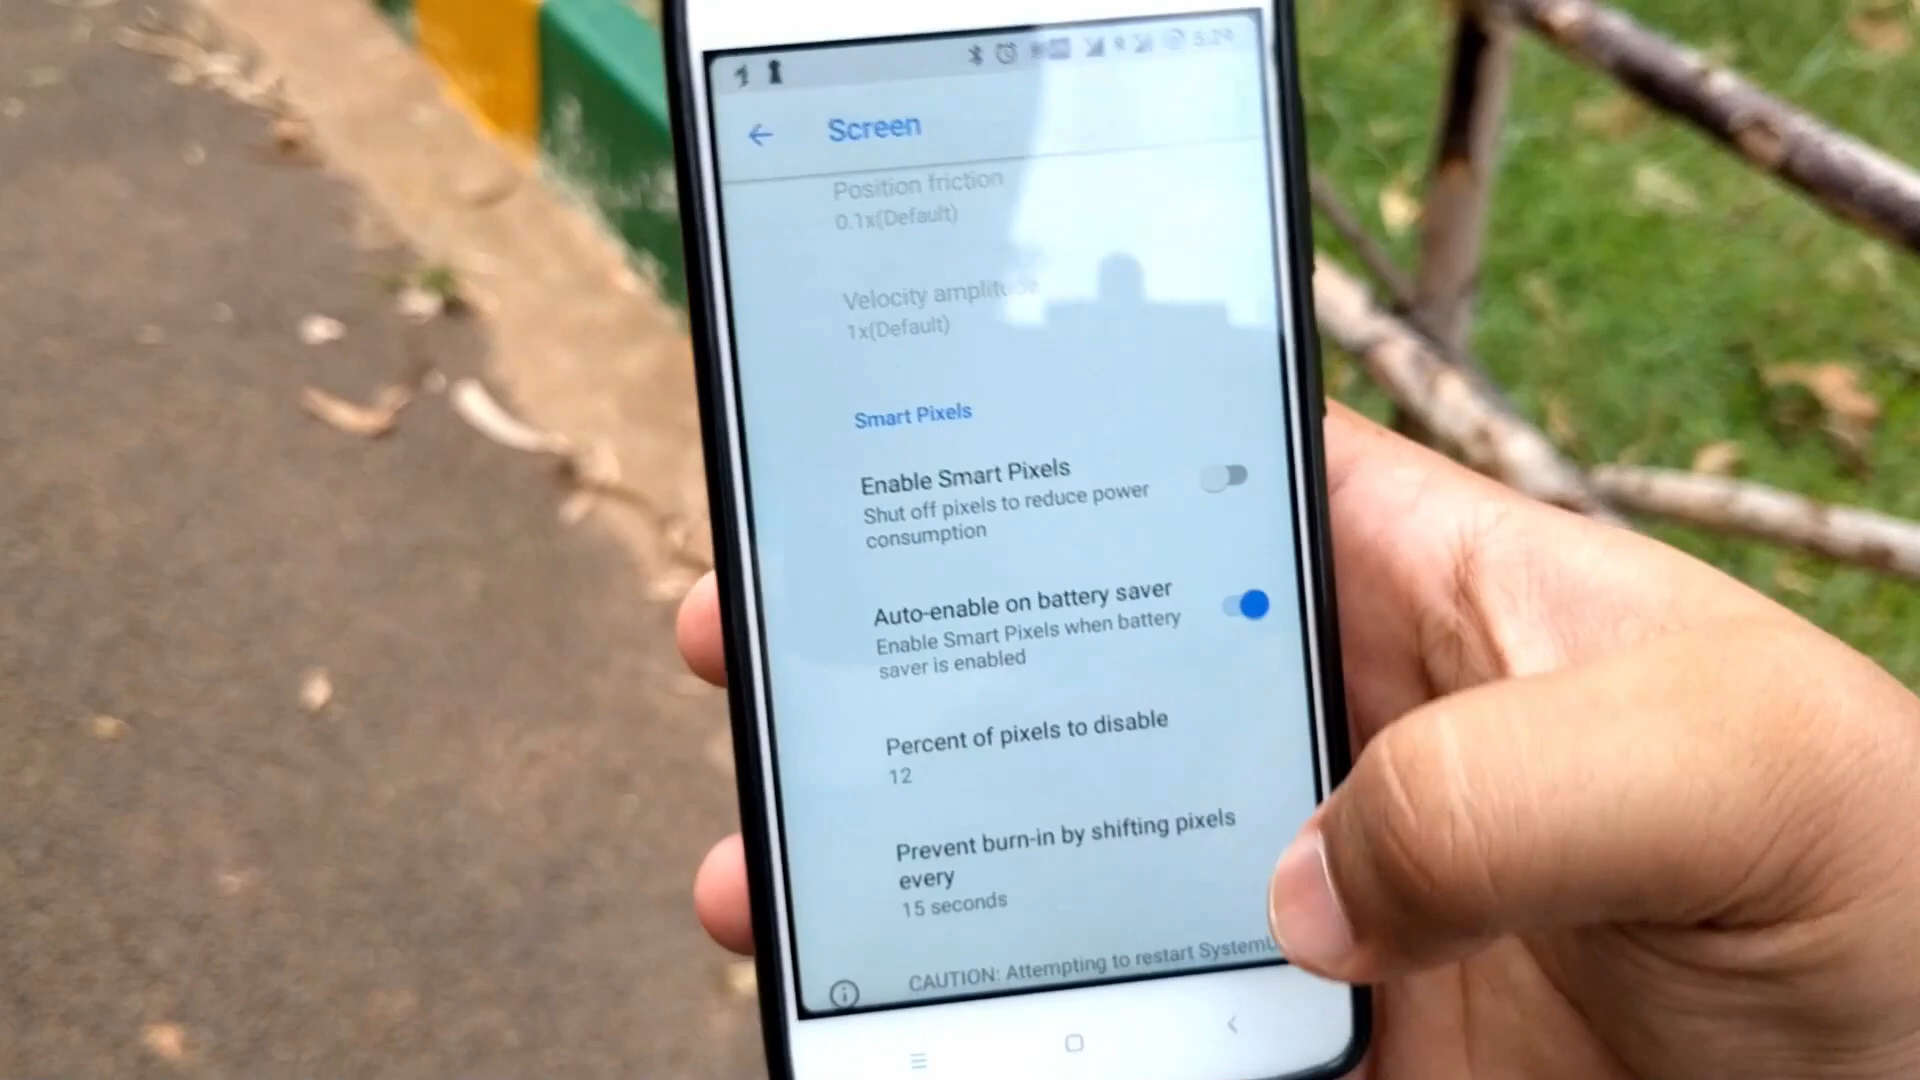 5:29
Screen
Position friction
0.1x(Default)
Velocity amplitude
1x(Default)
Smart Pixels
Enable Smart Pixels
Shut off pixels to reduce power
consumption
Auto-enable on battery saver
Enable Smart Pixels when battery
saver is enabled
Percent of pixels to disable
12
Prevent burn-in by shifting pixels
every
15 seconds
CAUTION: Attempting to restart SystemU